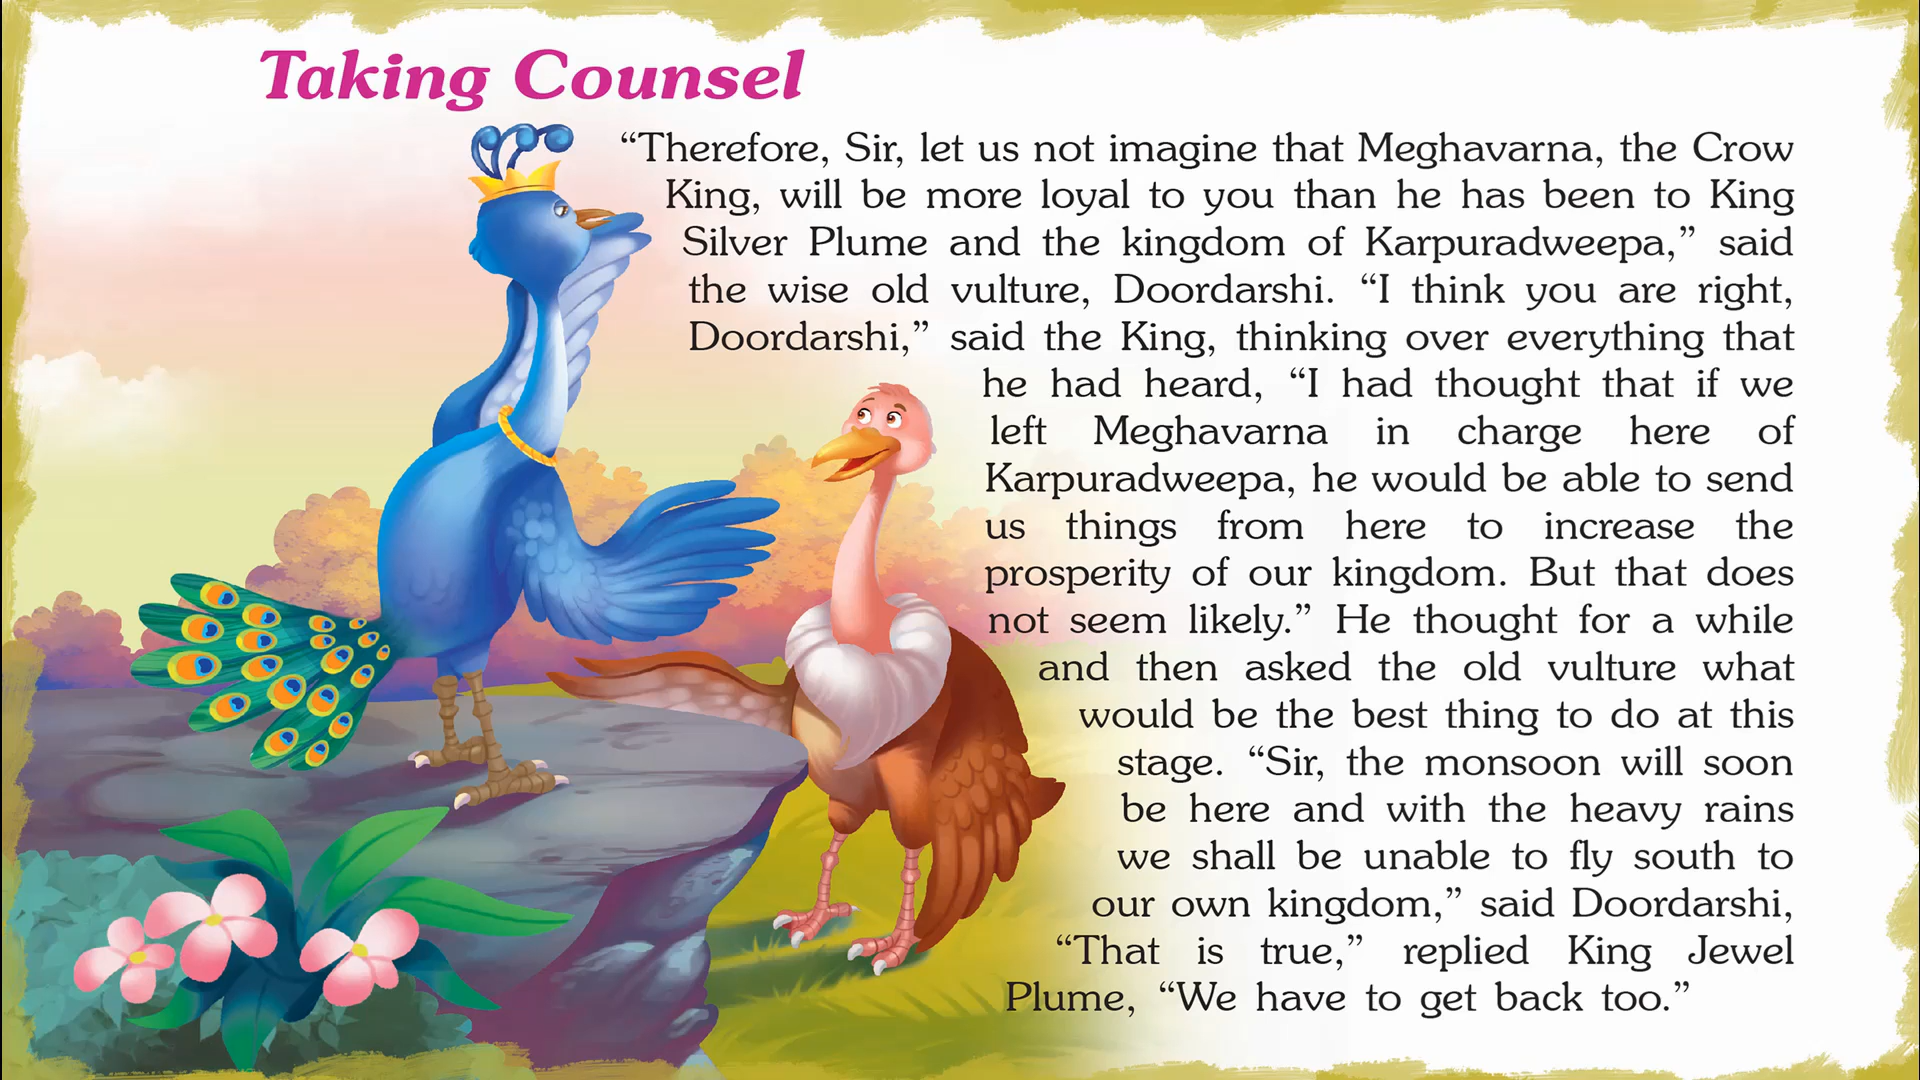 Taking Counsel
“Therefore, Sir, let us not imagine that Meghavarna, the Crow
King, will be more loyal to you than he has been to King
Silver Plume and the kingdom of Karpuradweepa,” said
the wise old vulture, Doordarshi. “I think you are right,
Doordarshi,” said the King, thinking over everything that
he had heard, “I had thought that if we
left Meghavarna in charge here of
Karpuradweepa, he would be able to send
us things from here to increase the
prosperity of our kingdom. But that does
not seem likely.” He thought for a while
and then asked the old vulture what
would be the best thing to do at this
stage. “Sir, the monsoon will soon
be here and with the heavy rains
we shall be unable to fly south to
our own kingdom,” said Doordarshi,
“That is true,” replied King Jewel
Plume, “We have to get back too.”